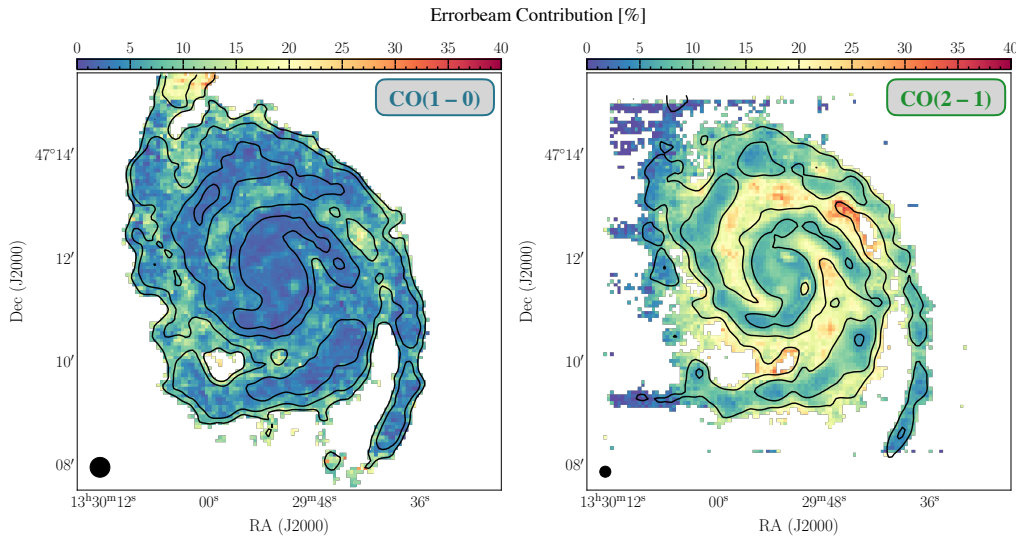 Errorbeam Contribution [%]
0 5 10 15 20 25 30 35 40
0 5 10 15 20 25 30 35 40
CO(1 − 0)
CO(2 − 1)
47°14′
12′
10′
08′
Dec (J2000)
47°14′
12′
10′
08′
Dec (J2000)
13ʰ30ᵐ12ˢ 00ˢ 29ᵐ48ˢ 36ˢ
13ʰ30ᵐ12ˢ 00ˢ 29ᵐ48ˢ 36ˢ
RA (J2000)
RA (J2000)